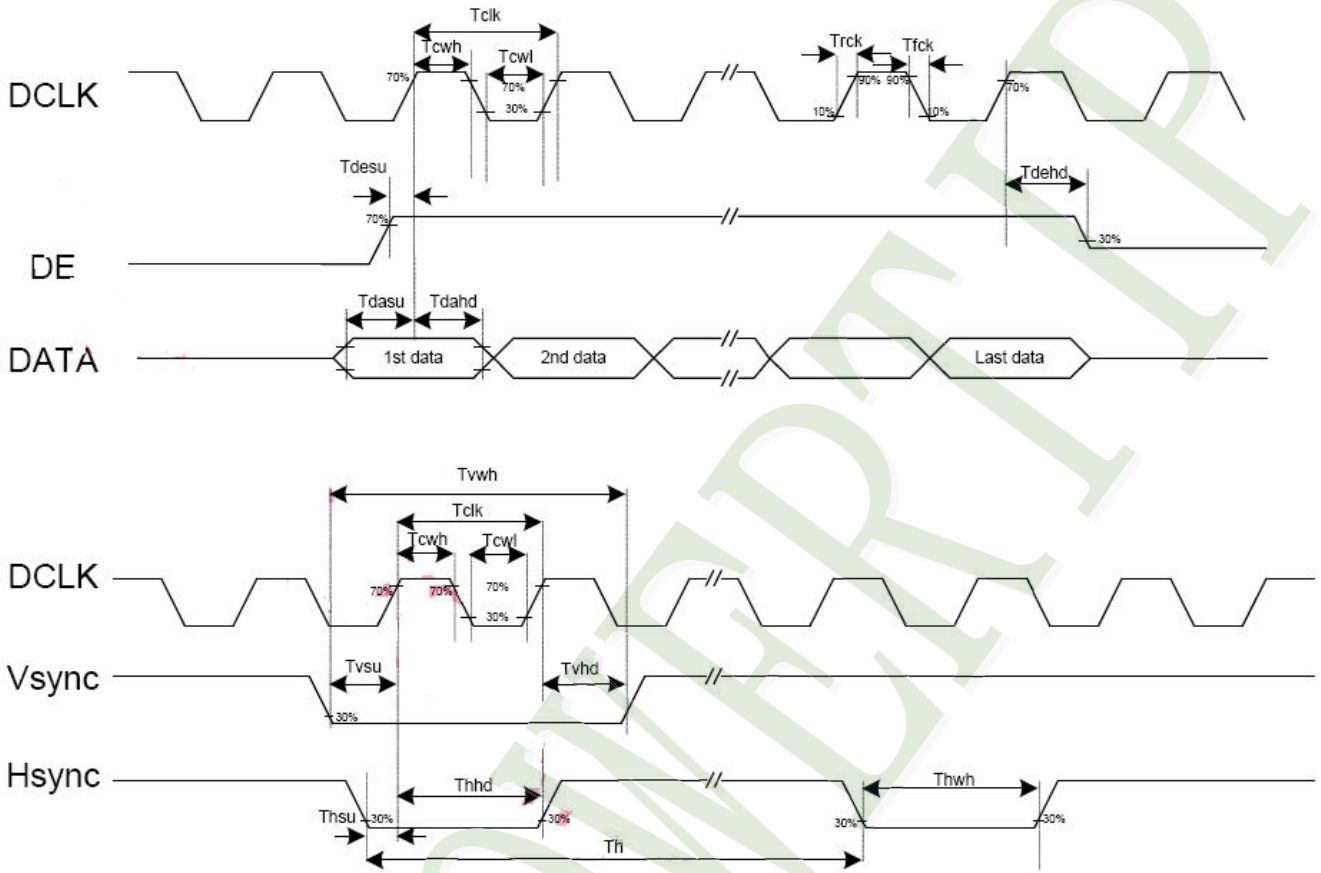 Tclk
Tcwh Tcwl Trck Tfck
DCLK 70% 70% 30% 10% 90% 90% 10% 70%
Tdesu Tdehd
DE 70% 30%
Tdasu Tdahd
DATA 1st data 2nd data Last data
Tvwh
Tclk
Tcwh Tcwl
DCLK 70% 70% 70% 30%
Vsync Tvsu Tvhd
30%
Hsync Thhd Thwh
Thsu 30% 30% 30% 30%
Th
OWERTIP